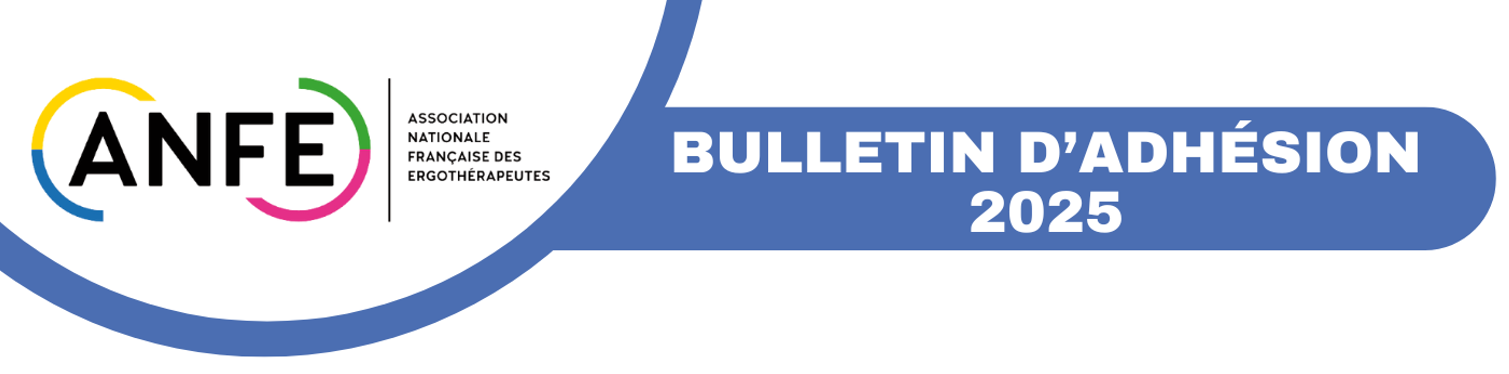 ANFE
ASSOCIATION
NATIONALE
FRANÇAISE DES
ERGOTHÉRAPEUTES
BULLETIN D’ADHÉSION
2025